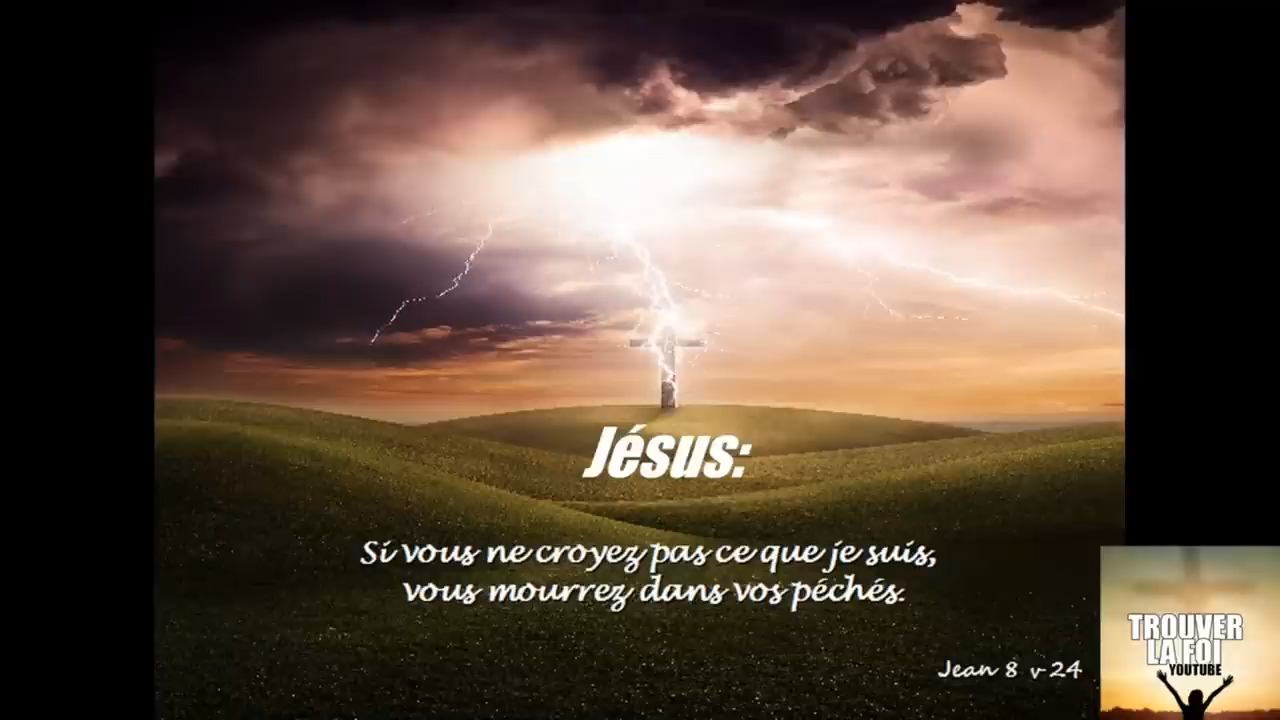 Jésus:
Si vous ne croyez pas ce que je suis,
vous mourrez dans vos péchés.
Jean 8 v 24
TROUVER
LA FOI
YOUTUBE